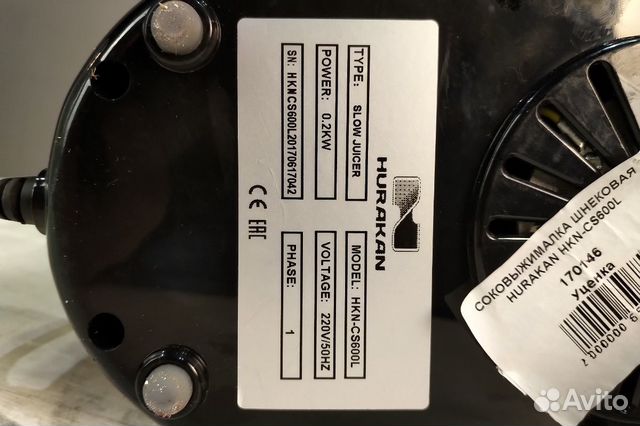 HURAKAN
TYPE: SLOW JUICER
MODEL: HKN-CS600L
POWER: 0.2KW
VOLTAGE: 220V/50HZ
SN: HKNCS600L20170617042
PHASE: 1
CE EAC
СОКОВЫЖИМАЛКА ШНЕКОВАЯ
HURAKAN HKN-CS600L
170146
Уценка
Avito